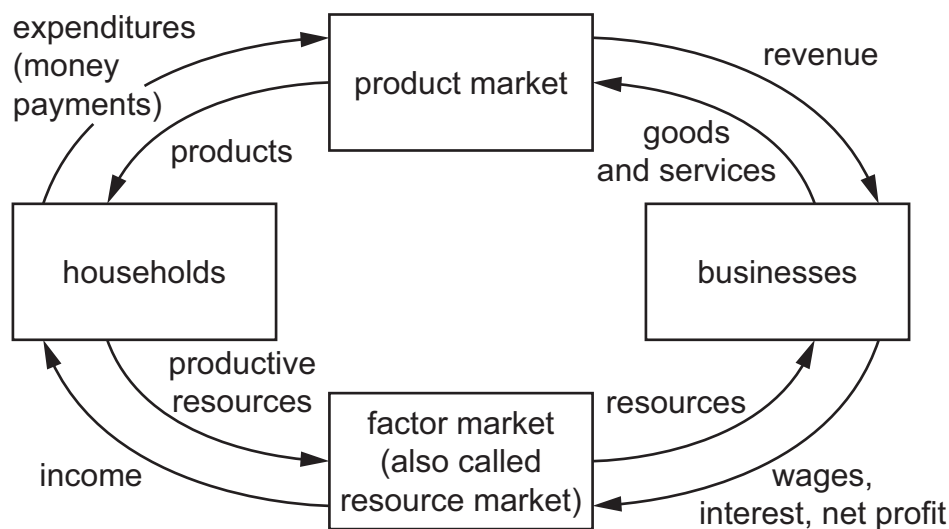 expenditures
(money
payments)
product market
revenue
products
goods
and services
households
businesses
productive
resources
factor market
(also called
resource market)
resources
income
wages,
interest, net profit